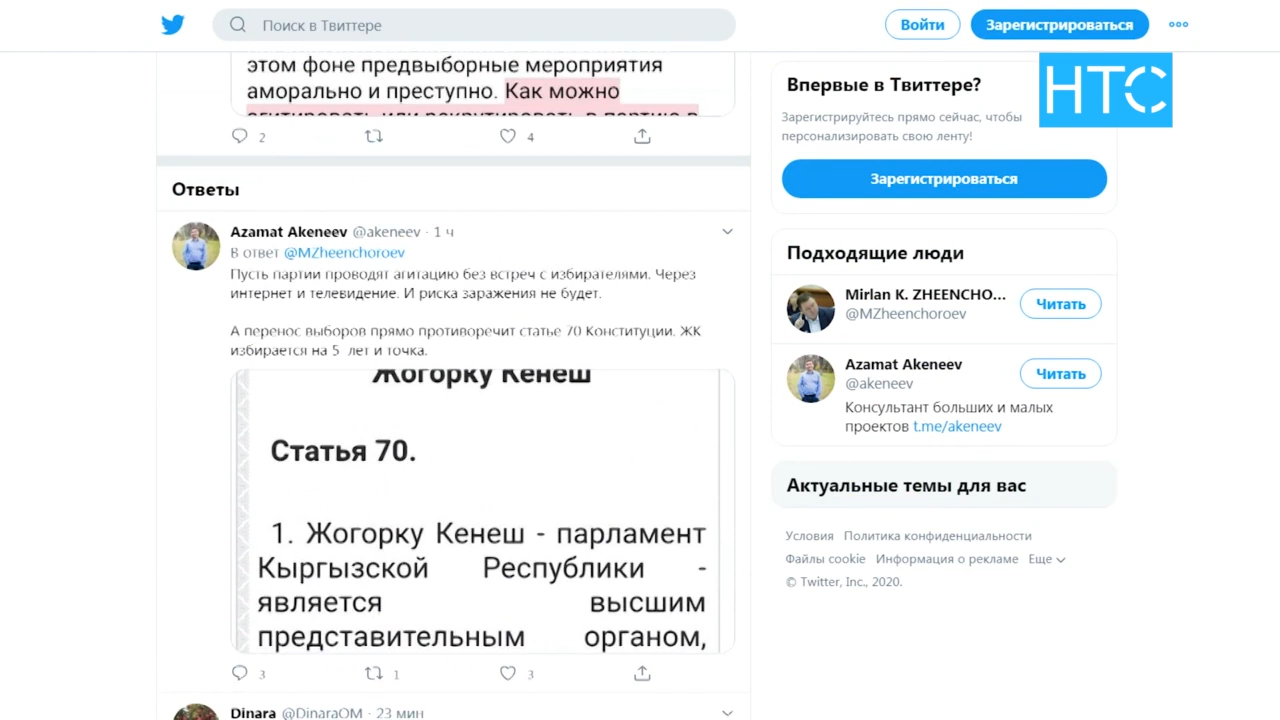 Поиск в Твиттере
Войти
Зарегистрироваться
НТС
этом фоне предвыборные мероприятия
аморально и преступно. Как можно
агитировать или рекрутировать в партию в
2
4
Ответы
Azamat Akeneev @akeneev · 1 ч
В ответ @MZheenchoroev
Пусть партии проводят агитацию без встреч с избирателями. Через
интернет и телевидение. И риска заражения не будет.
А перенос выборов прямо противоречит статье 70 Конституции. ЖК
избирается на 5 лет и точка.
Жогорку Кенеш
Статья 70.
1. Жогорку Кенеш - парламент
Кыргызской Республики -
является высшим
представительным органом,
3
1
3
Dinara @DinaraOM · 23 мин
Впервые в Твиттере?
Зарегистрируйтесь прямо сейчас, чтобы
персонализировать свою ленту!
Зарегистрироваться
Подходящие люди
Mirlan K. ZHEENCHO...
@MZheenchoroev
Читать
Azamat Akeneev
@akeneev
Читать
Консультант больших и малых
проектов t.me/akeneev
Актуальные темы для вас
Условия Политика конфиденциальности
Файлы cookie Информация о рекламе Еще
© Twitter, Inc., 2020.